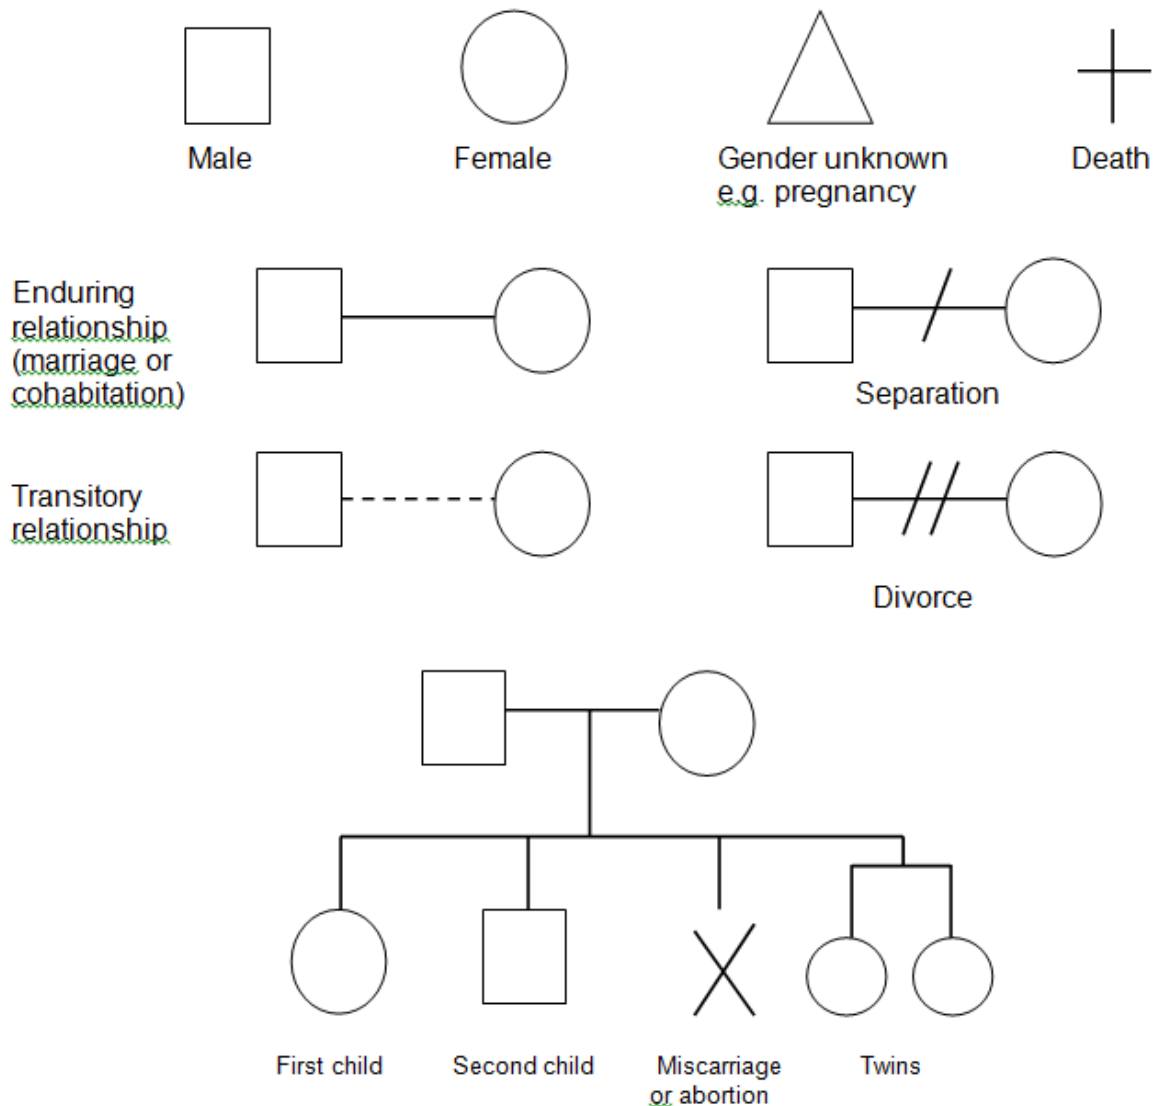 Male
Female
Gender unknown
e.g. pregnancy
Death
Enduring
relationship
(marriage or
cohabitation)
Separation
Transitory
relationship
Divorce
First child
Second child
Miscarriage
or abortion
Twins